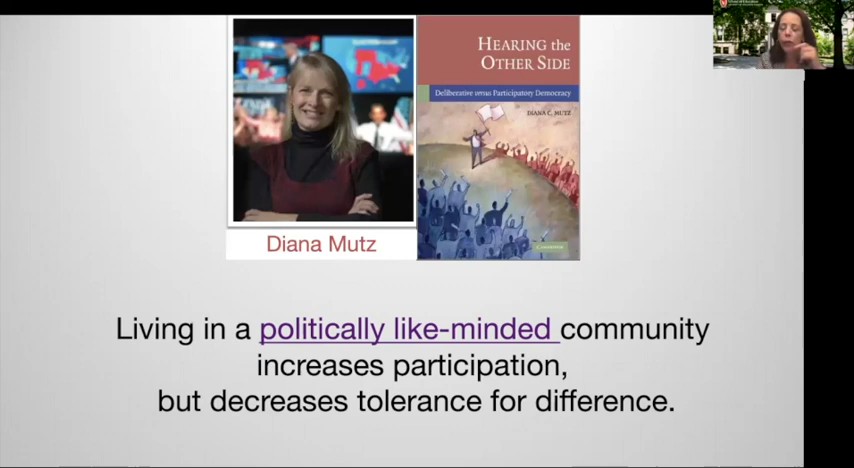 HEARING the
OTHER SIDE
Deliberative versus Participatory Democracy
DIANA C. MUTZ
Diana Mutz
Living in a politically like-minded community
increases participation,
but decreases tolerance for difference.